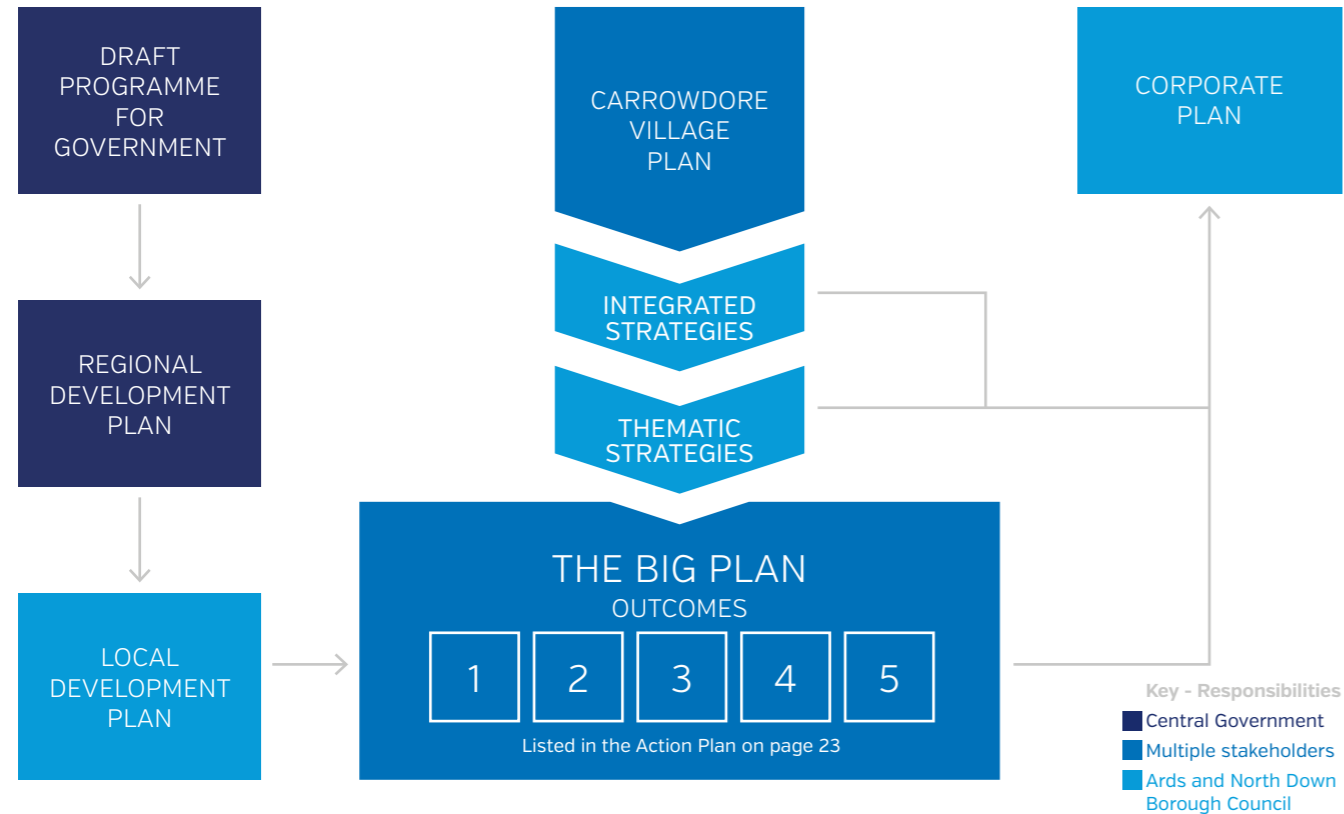 DRAFT
PROGRAMME
FOR
GOVERNMENT
REGIONAL
DEVELOPMENT
PLAN
LOCAL
DEVELOPMENT
PLAN
CARROWDORE
VILLAGE
PLAN
INTEGRATED
STRATEGIES
THEMATIC
STRATEGIES
THE BIG PLAN
OUTCOMES
1 2 3 4 5
Listed in the Action Plan on page 23
CORPORATE
PLAN
Key - Responsibilities
Central Government
Multiple stakeholders
Ards and North Down
Borough Council